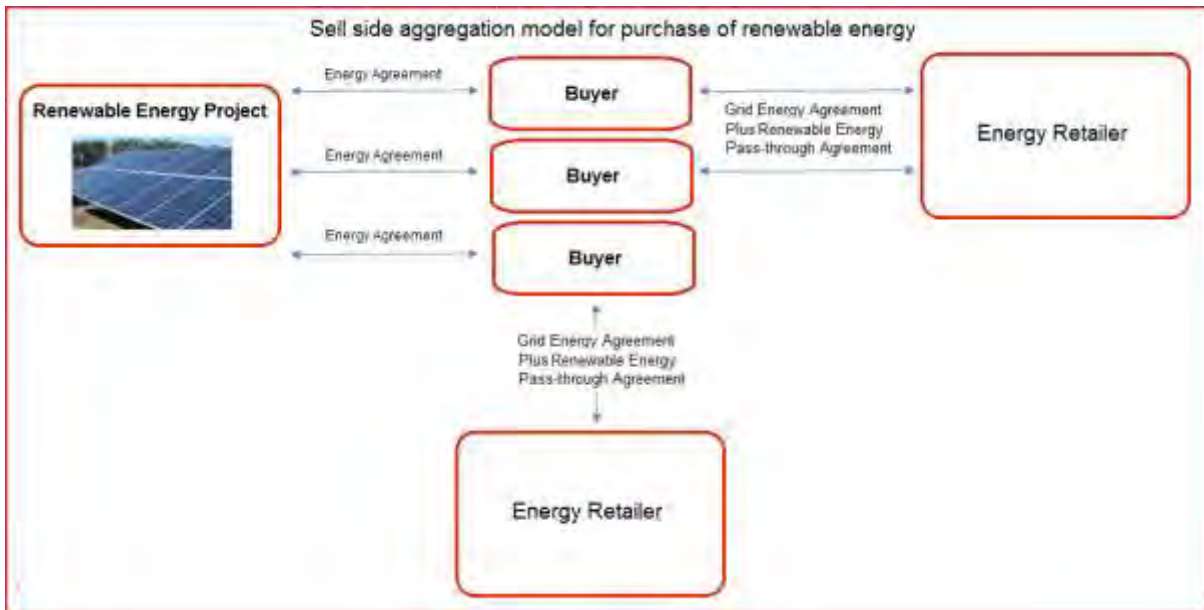 Sell side aggregation model for purchase of renewable energy
Energy Agreement
Buyer
Renewable Energy Project
Grid Energy Agreement
Plus Renewable Energy
Pass-through Agreement
Energy Retailer
Energy Agreement
Buyer
Energy Agreement
Buyer
Grid Energy Agreement
Plus Renewable Energy
Pass-through Agreement
Energy Retailer